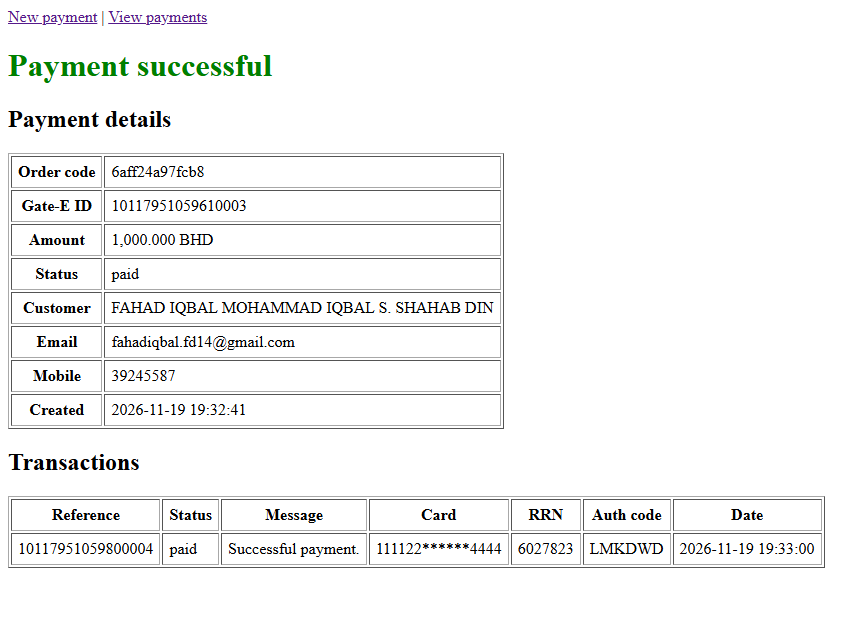 New payment | View payments
Payment successful
Payment details
Order code 6aff24a97fcb8
Gate-E ID 10117951059610003
Amount 1,000.000 BHD
Status paid
Customer FAHAD IQBAL MOHAMMAD IQBAL S. SHAHAB DIN
Email fahadiqbal.fd14@gmail.com
Mobile 39245587
Created 2026-11-19 19:32:41
Transactions
Reference Status Message Card RRN Auth code Date
10117951059800004 paid Successful payment. 111122******4444 6027823 LMKDWD 2026-11-19 19:33:00